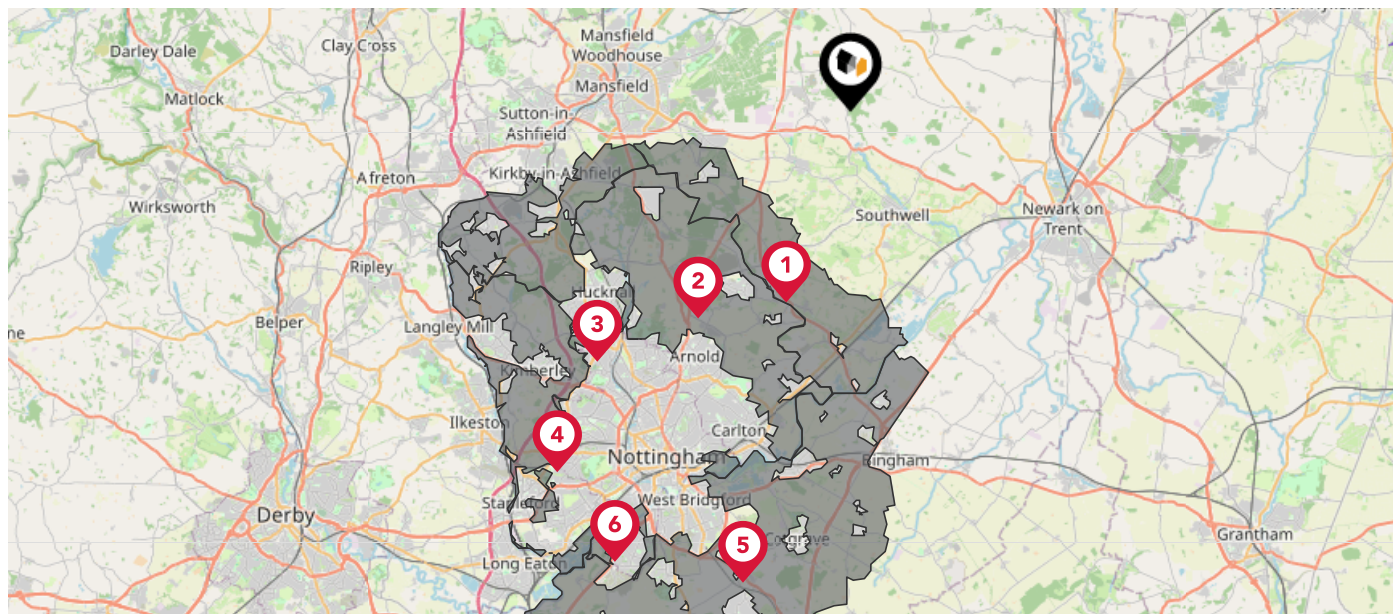 Darley Dale
Clay Cross
Mansfield
Woodhouse
Matlock
Mansfield
Sutton-in-
Ashfield
Kirkby-in-Ashfield
Afreton
Wirksworth
Southwell
Newark on
Trent
1
2
Ripley
Hucknall
3
Belper
Langley Mill
ne
Arnold
Kimberley
Ilkeston
4
Carlton
Nottingham
Bingham
Stapleford
West Bridgford
Derby
6
5
Cotgrave
Grantham
Long Eaton